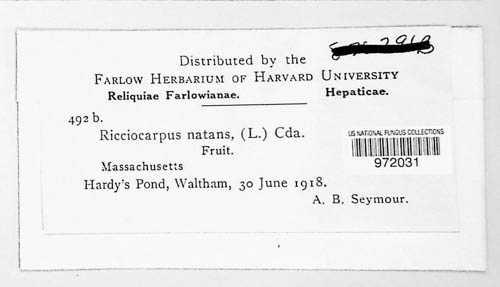 Distributed by the
FARLOW HERBARIUM OF HARVARD UNIVERSITY
Reliquiae Farlowianae. Hepaticae.
492 b.
Ricciocarpus natans, (L.) Cda.
Fruit.
US NATIONAL FUNGUS COLLECTIONS
972031
Massachusetts
Hardy's Pond, Waltham, 30 June 1918.
A. B. Seymour.